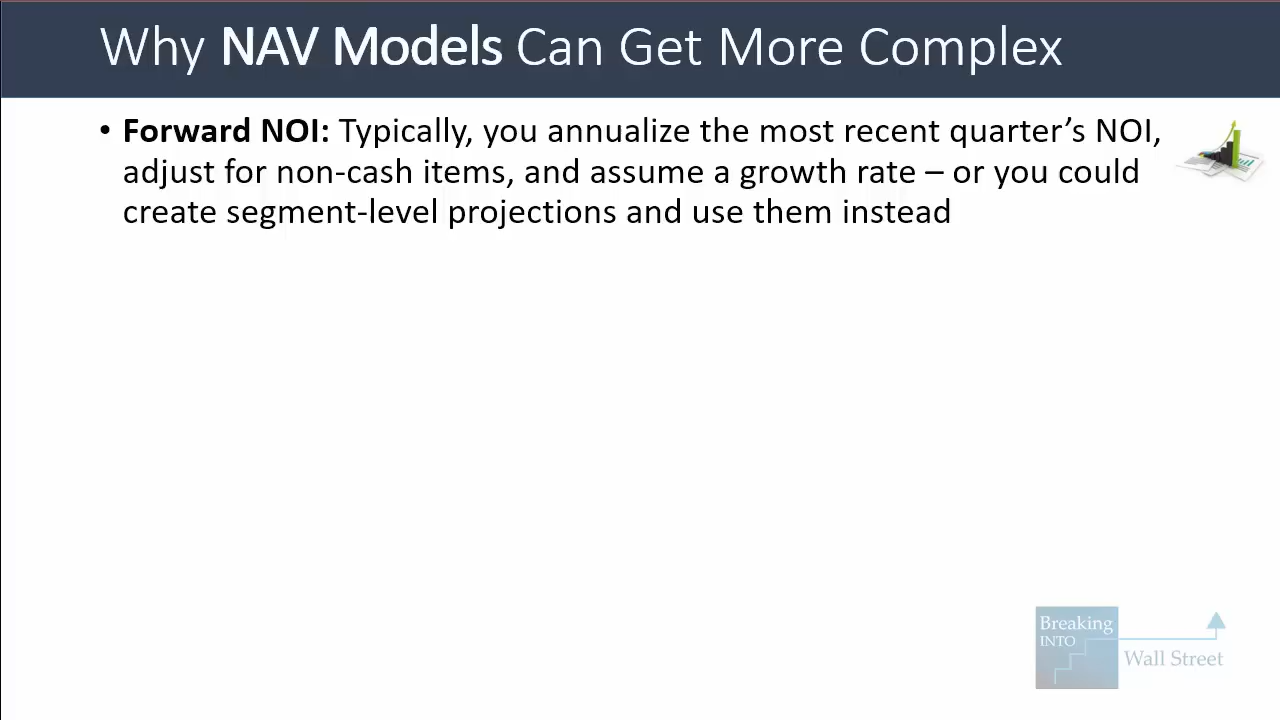 Why NAV Models Can Get More Complex
• Forward NOI: Typically, you annualize the most recent quarter’s NOI,
adjust for non-cash items, and assume a growth rate – or you could
create segment-level projections and use them instead
Breaking
INTO
Wall Street